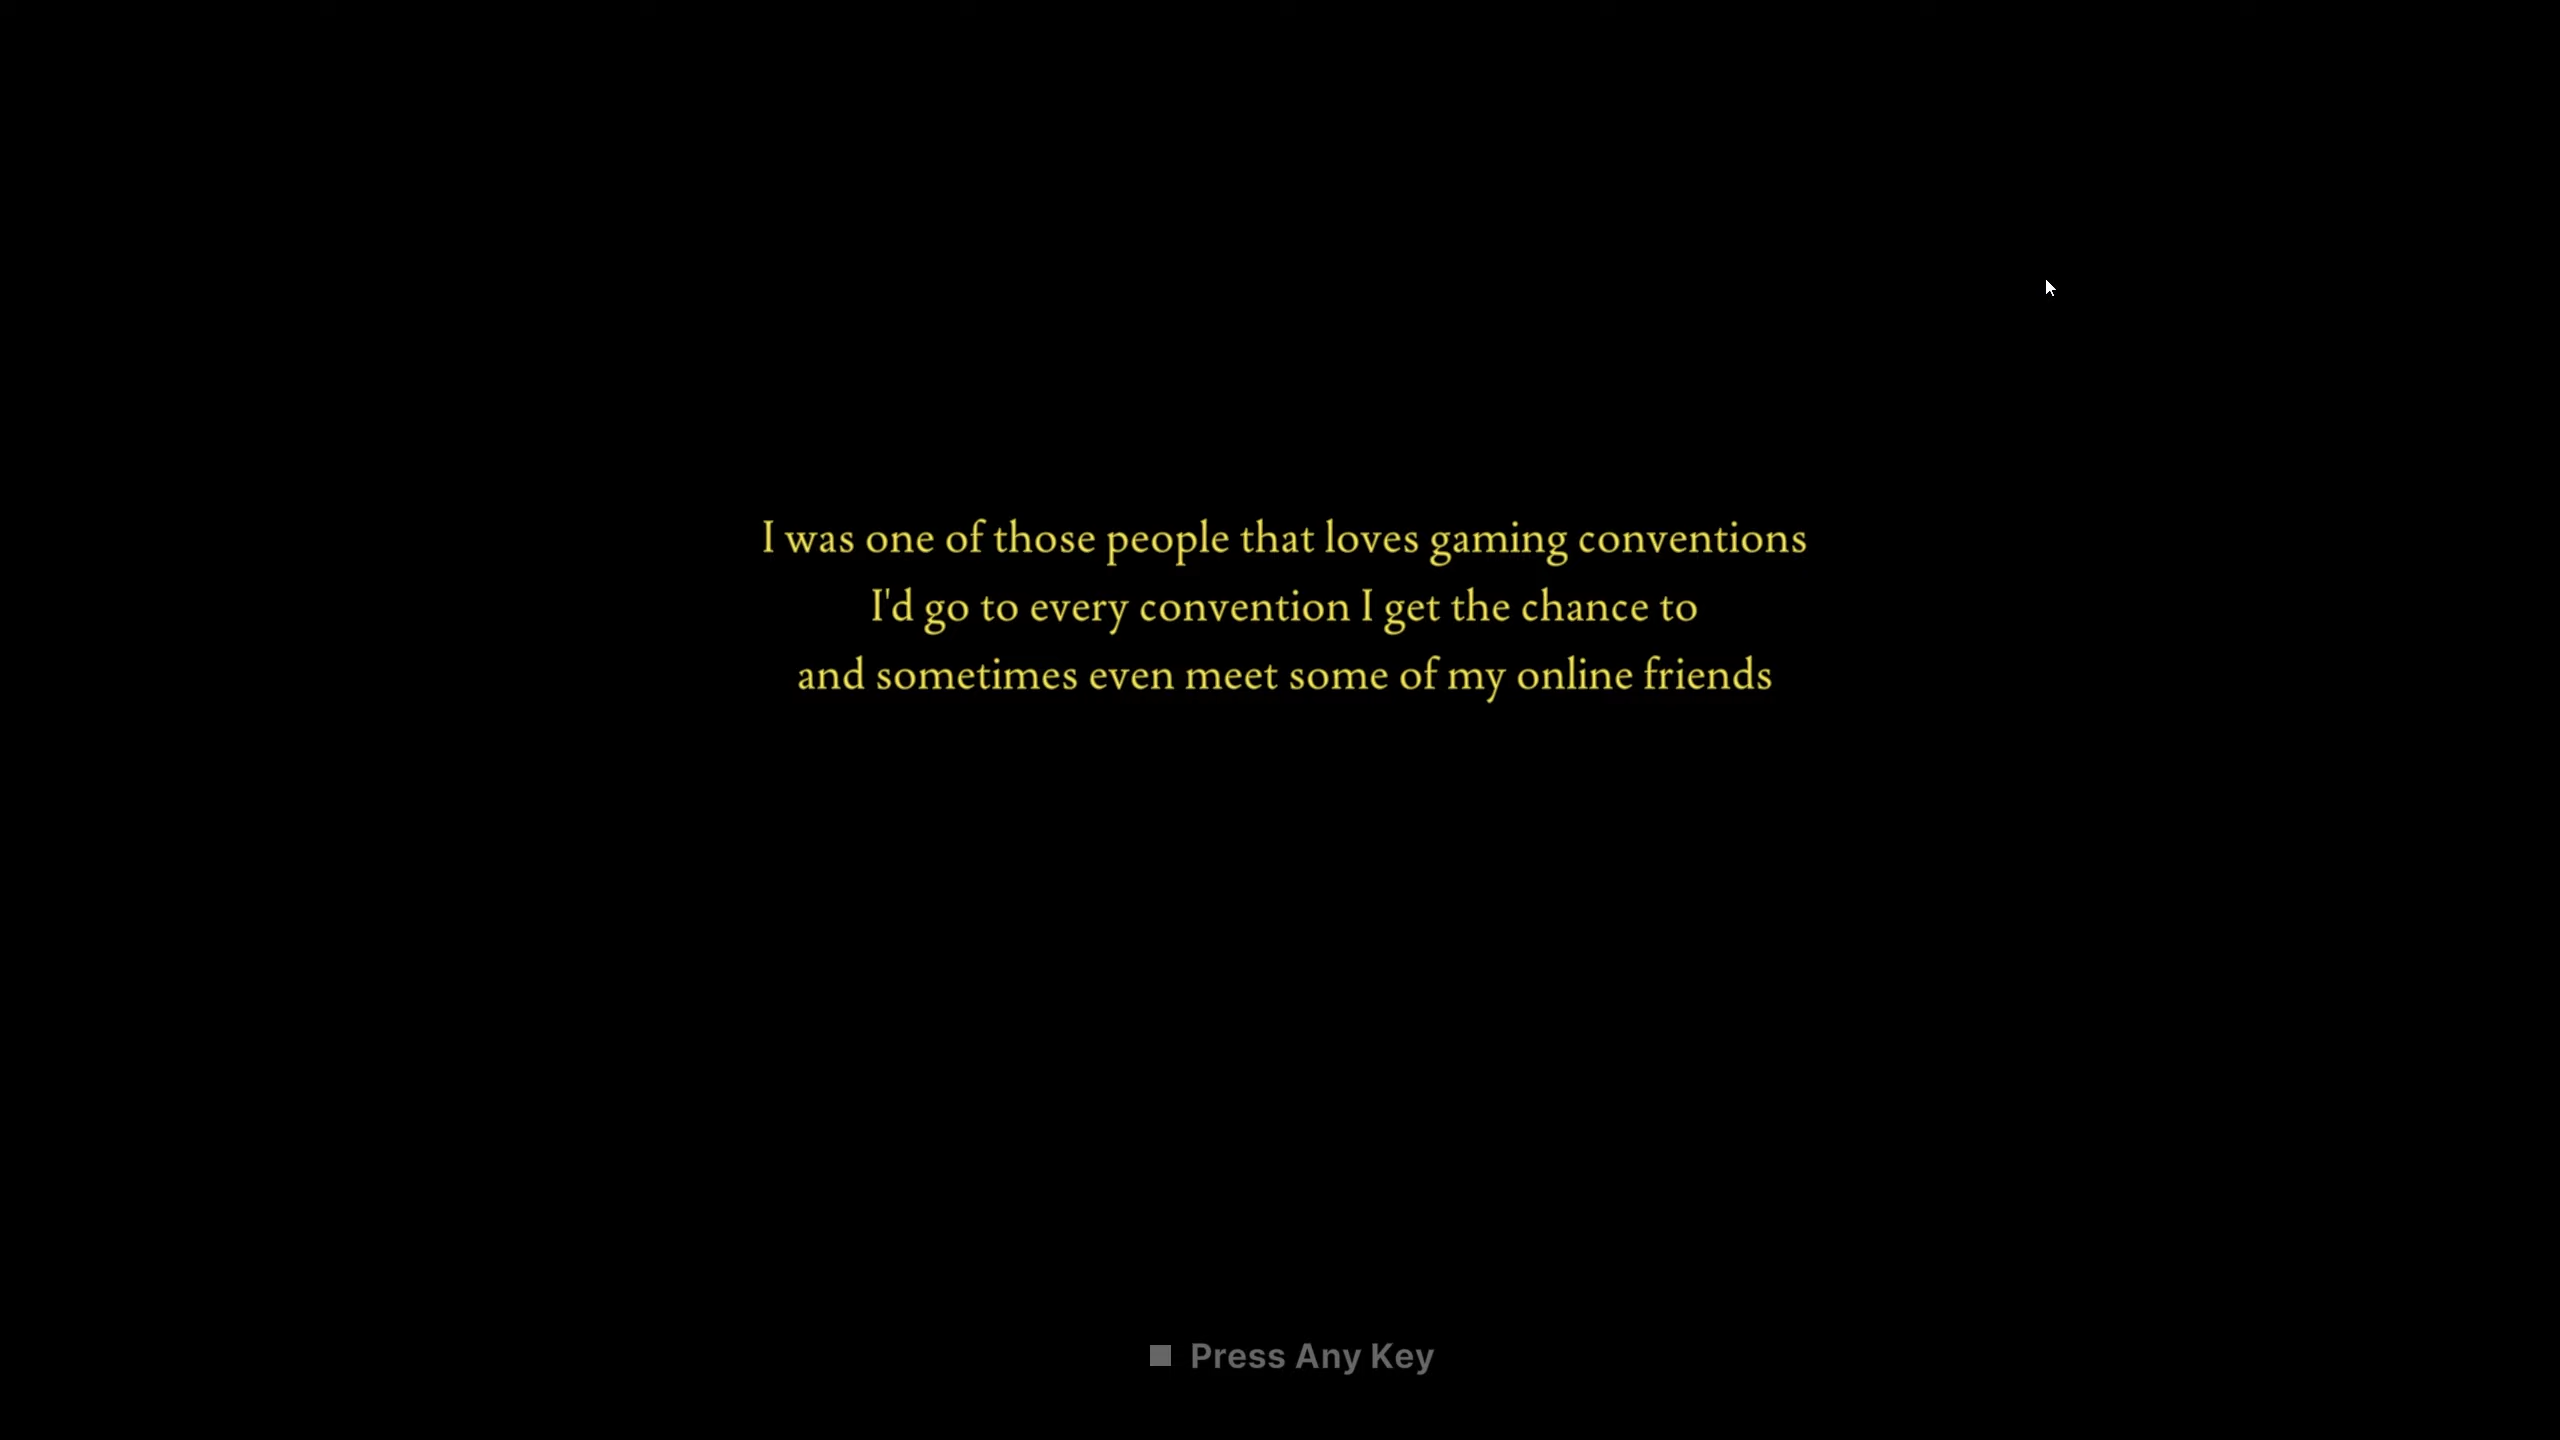 I was one of those people that loves gaming conventions
I'd go to every convention I get the chance to
and sometimes even meet some of my online friends
Press Any Key